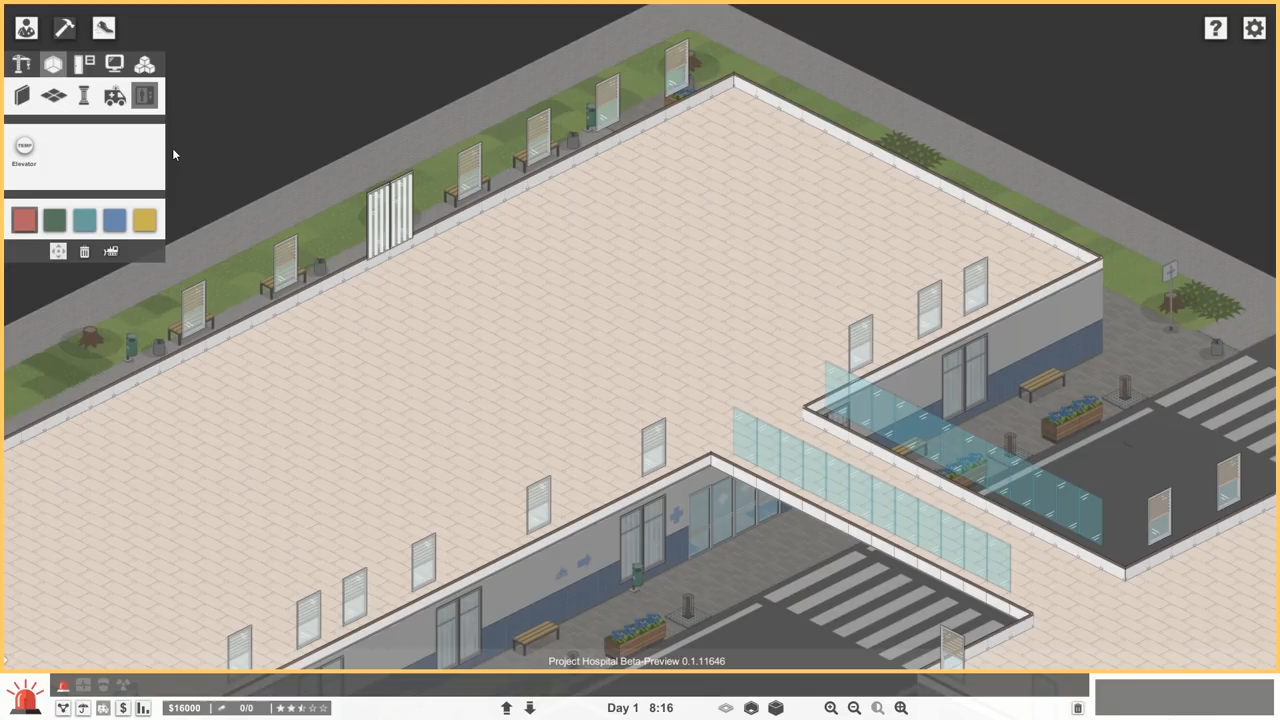 TEMP
Elevator
Project Hospital Beta-Preview 0.1.11646
$16000
0/0
Day 1 8:16